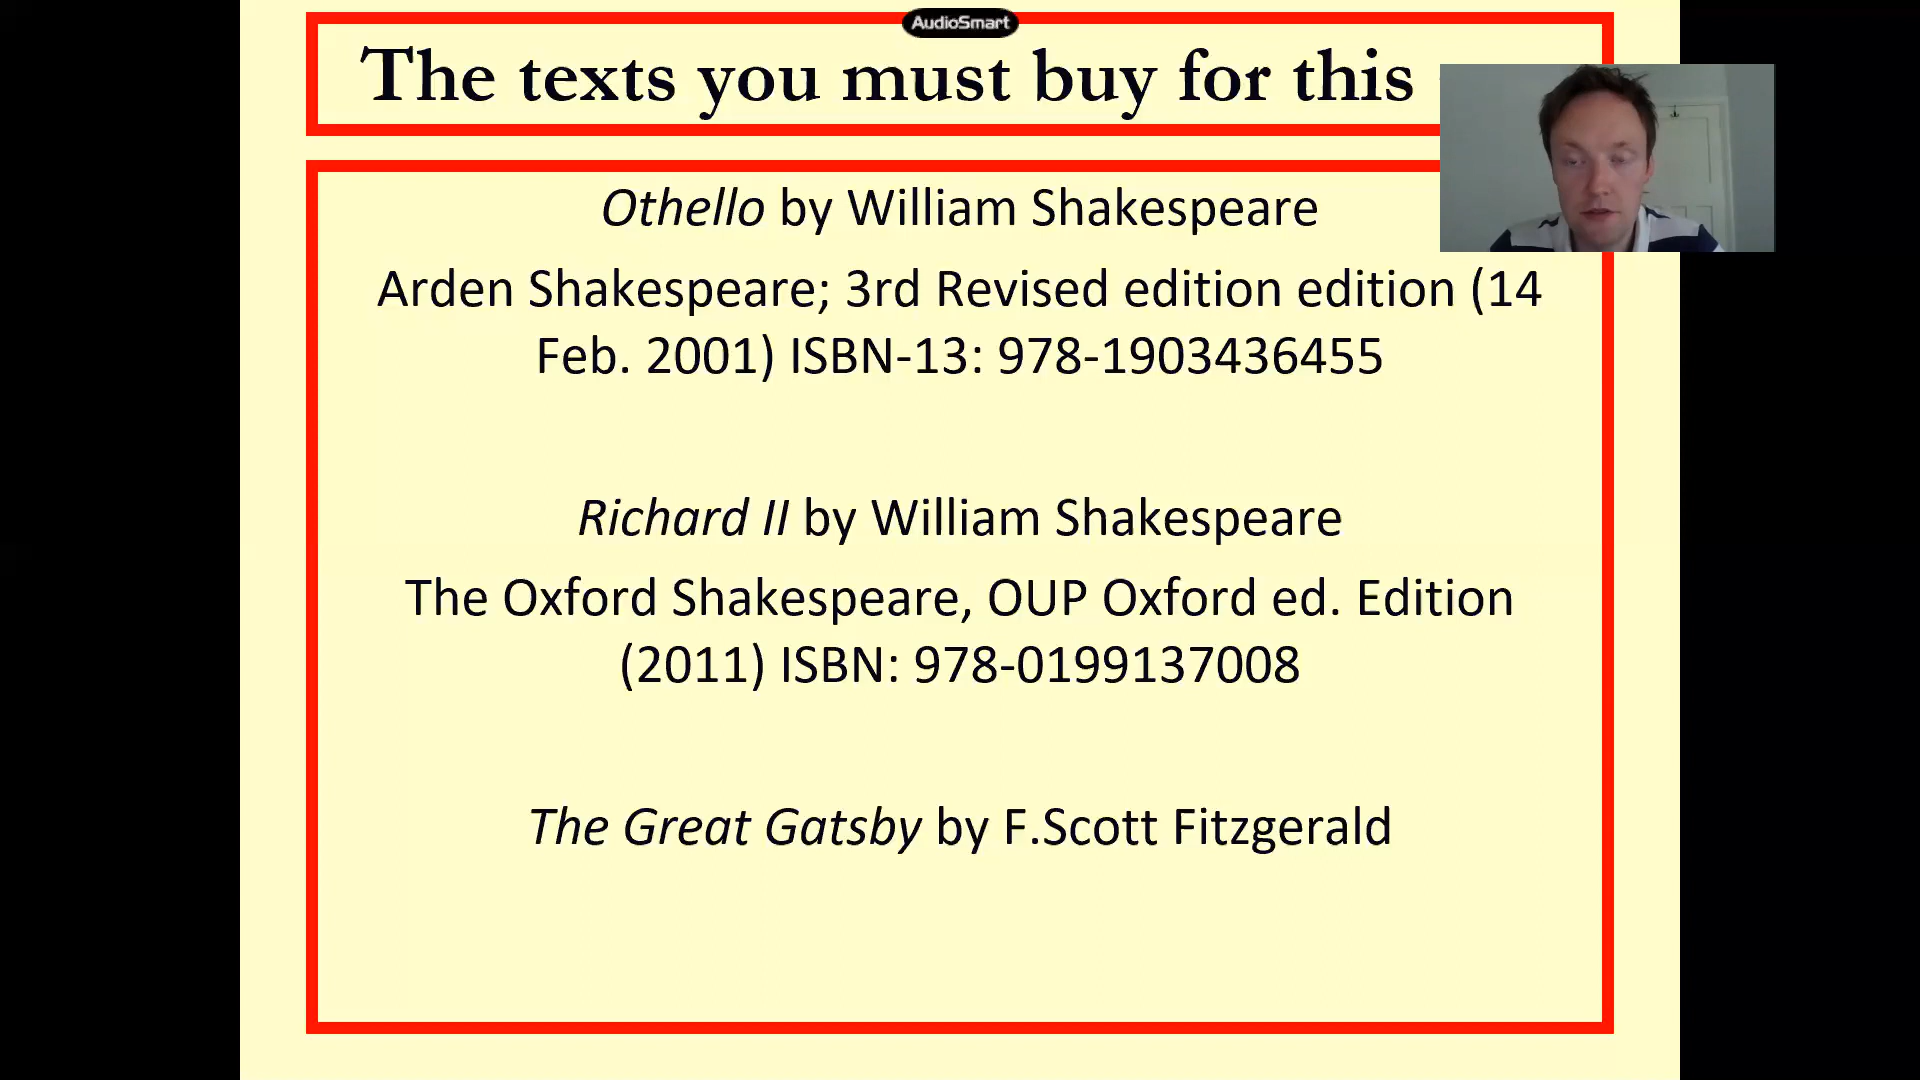 AudioSmart
The texts you must buy for this
Othello by William Shakespeare
Arden Shakespeare; 3rd Revised edition edition (14
Feb. 2001) ISBN-13: 978-1903436455
Richard II by William Shakespeare
The Oxford Shakespeare, OUP Oxford ed. Edition
(2011) ISBN: 978-0199137008
The Great Gatsby by F.Scott Fitzgerald